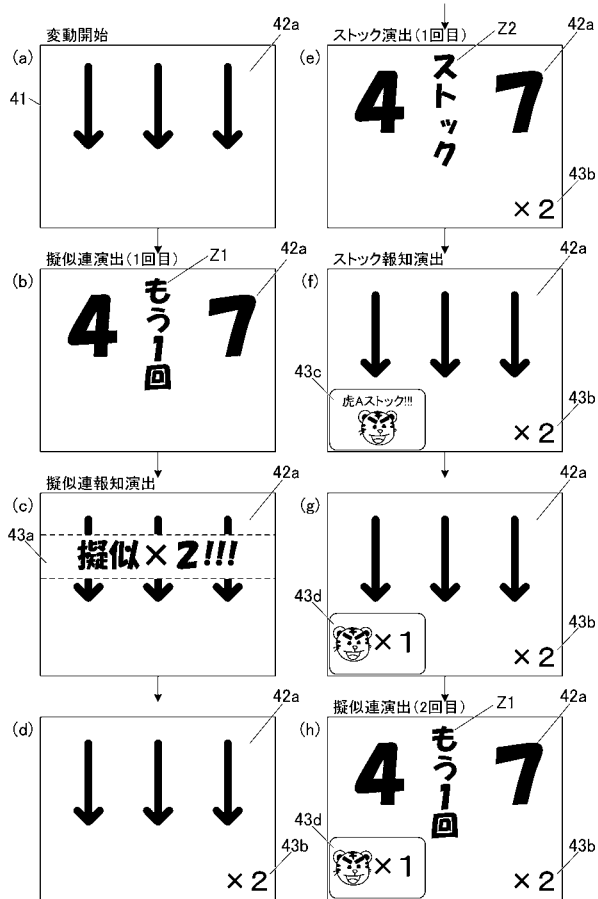 変動開始
(a)
42a
41
擬似連演出(1回目)
Z1
(b)
42a
4
もう1回
7
擬似連報知演出
(c)
42a
43a
擬似×2!!!
(d)
42a
43b
×2
ストック演出(1回目)
Z2
(e)
42a
4
ストック
7
43b
×2
ストック報知演出
(f)
42a
43c
虎Aストック!!!
43b
×2
(g)
42a
43d
×1
43b
×2
擬似連演出(2回目)
Z1
(h)
42a
4
もう1回
7
43d
×1
43b
×2